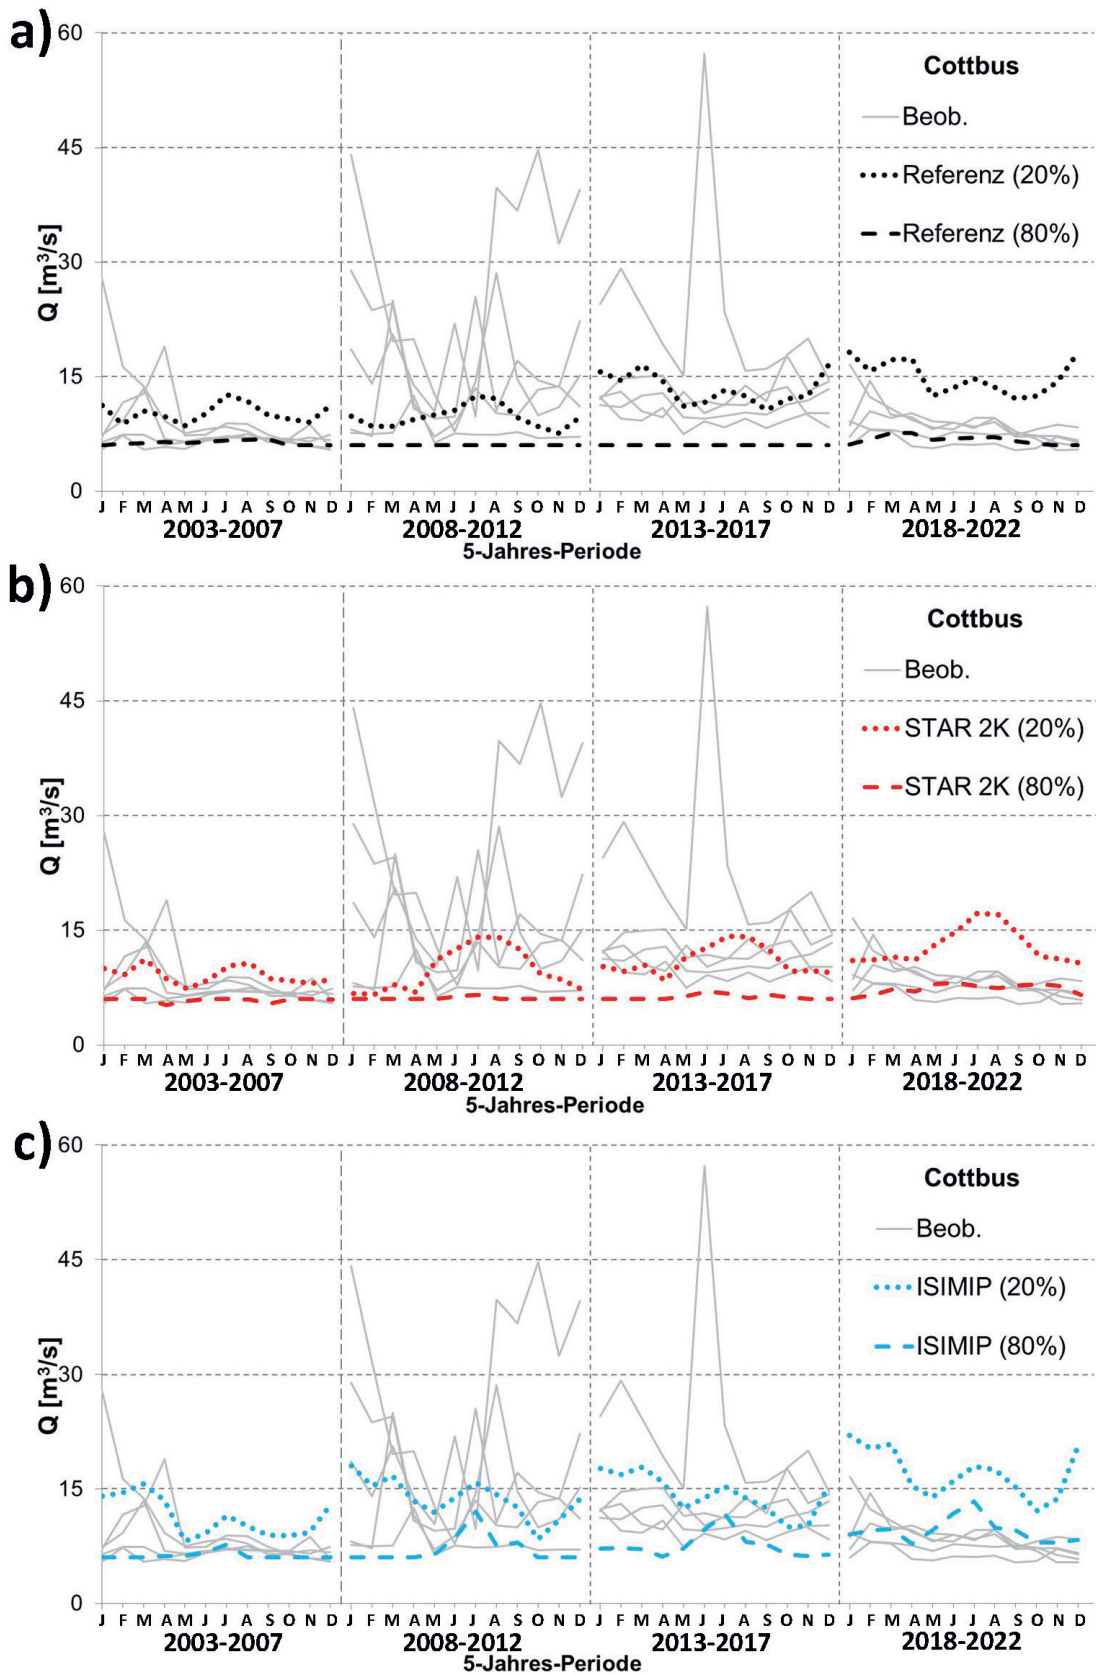 a)
60
Cottbus
Beob.
45
Referenz (20%)
Referenz (80%)
Q [m³/s]
30
15
0
J F M A M J J A S O N D J F M A M J J A S O N D J F M A M J J A S O N D J F M A M J J A S O N D
2003-2007 2008-2012 2013-2017 2018-2022
5-Jahres-Periode
b)
60
Cottbus
Beob.
45
STAR 2K (20%)
STAR 2K (80%)
Q [m³/s]
30
15
0
J F M A M J J A S O N D J F M A M J J A S O N D J F M A M J J A S O N D J F M A M J J A S O N D
2003-2007 2008-2012 2013-2017 2018-2022
5-Jahres-Periode
c)
60
Cottbus
Beob.
45
ISIMIP (20%)
ISIMIP (80%)
Q [m³/s]
30
15
0
J F M A M J J A S O N D J F M A M J J A S O N D J F M A M J J A S O N D J F M A M J J A S O N D
2003-2007 2008-2012 2013-2017 2018-2022
5-Jahres-Periode